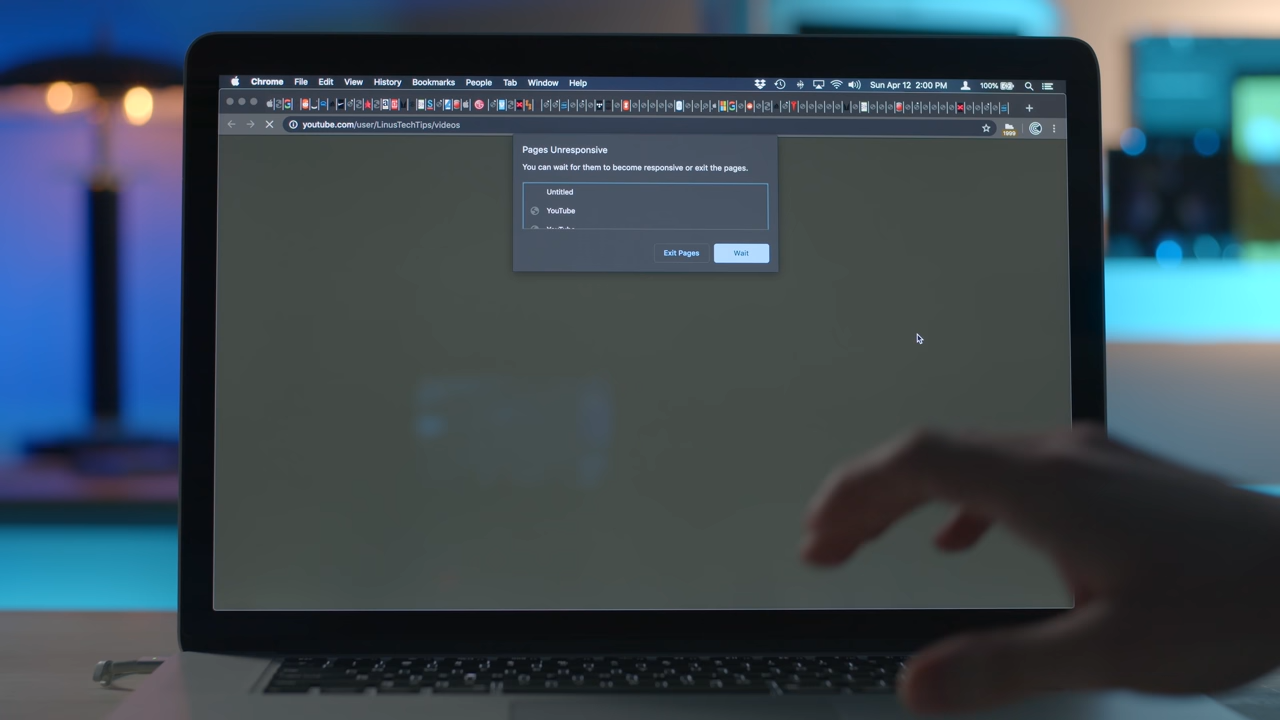 Chrome File Edit View History Bookmarks People Tab Window Help Sun Apr 12 2:00 PM 100%
youtube.com/user/LinusTechTips/videos
1999
Pages Unresponsive
You can wait for them to become responsive or exit the pages.
Untitled
YouTube
YouTube
Exit Pages Wait